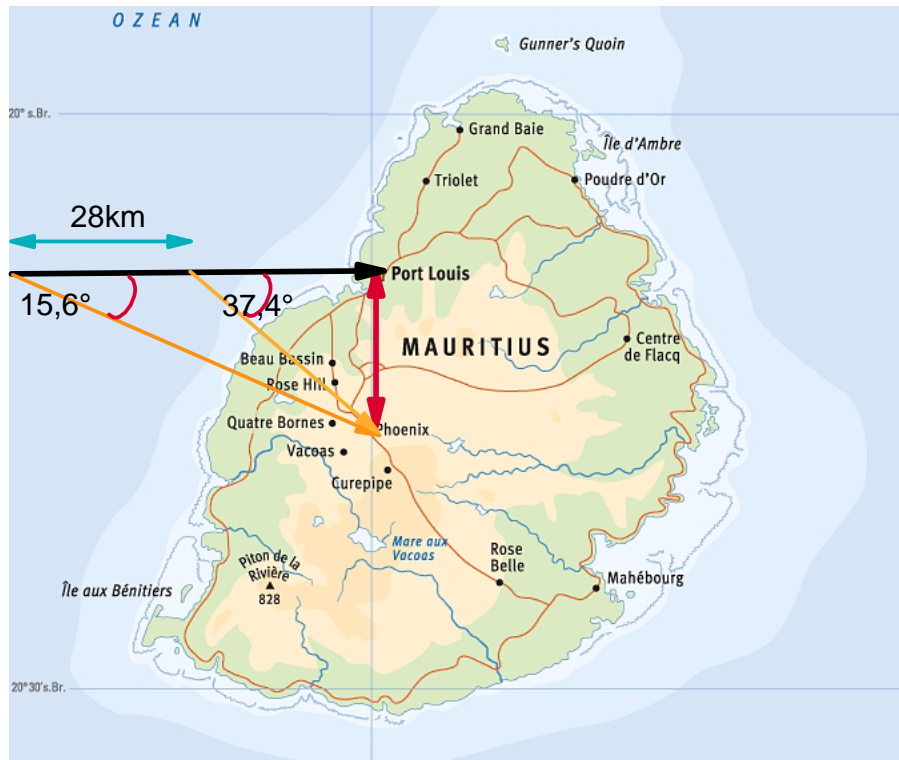 OZEAN
Gunner's Quoin
20° s.Br.
Grand Baie
Île d'Ambre
Triolet
Poudre d'Or
28km
Port Louis
15,6°
37,4°
MAURITIUS
Centre
de Flacq
Beau Bassin
Rose Hill
Quatre Bornes
Phoenix
Vacoas
Curepipe
Mare aux
Vacoas
Rose
Belle
Piton de la
Rivière
828
Mahébourg
Île aux Bénitiers
20°30's.Br.